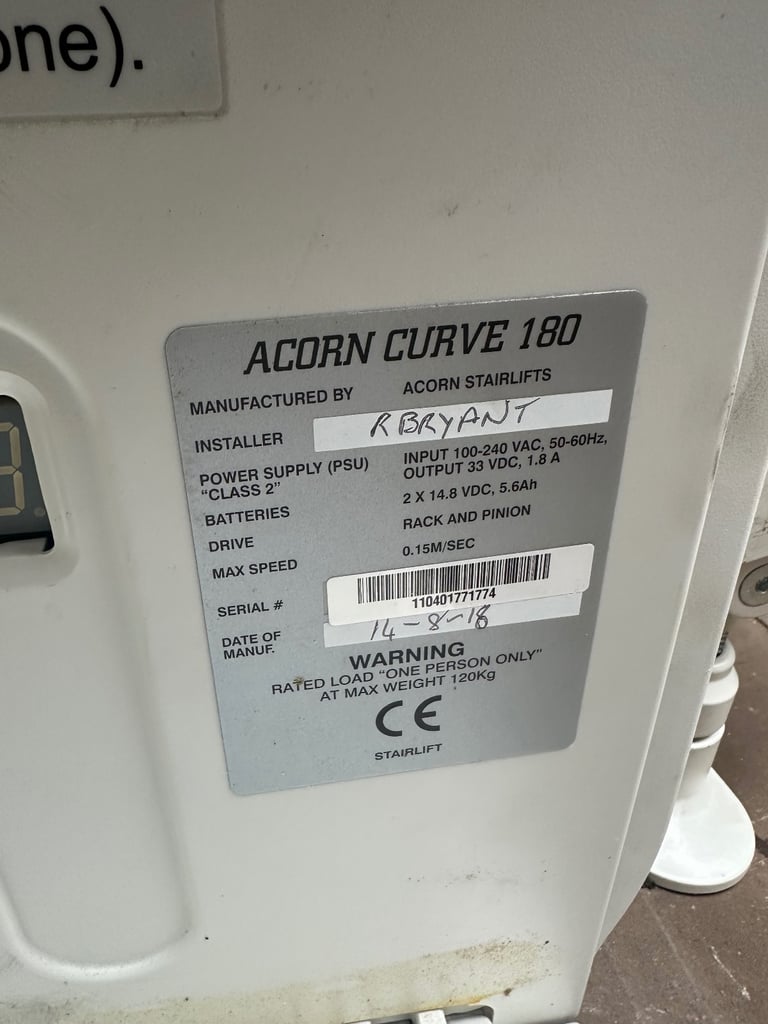 one).
ACORN CURVE 180
MANUFACTURED BY ACORN STAIRLIFTS
INSTALLER R BRYANT
POWER SUPPLY (PSU) INPUT 100-240 VAC, 50-60Hz,
"CLASS 2" OUTPUT 33 VDC, 1.8 A
BATTERIES 2 X 14.8 VDC, 5.6Ah
DRIVE RACK AND PINION
MAX SPEED 0.15M/SEC
SERIAL # 110401771774
DATE OF
MANUF. 14-8-18
WARNING
RATED LOAD "ONE PERSON ONLY"
AT MAX WEIGHT 120Kg
CE
STAIRLIFT